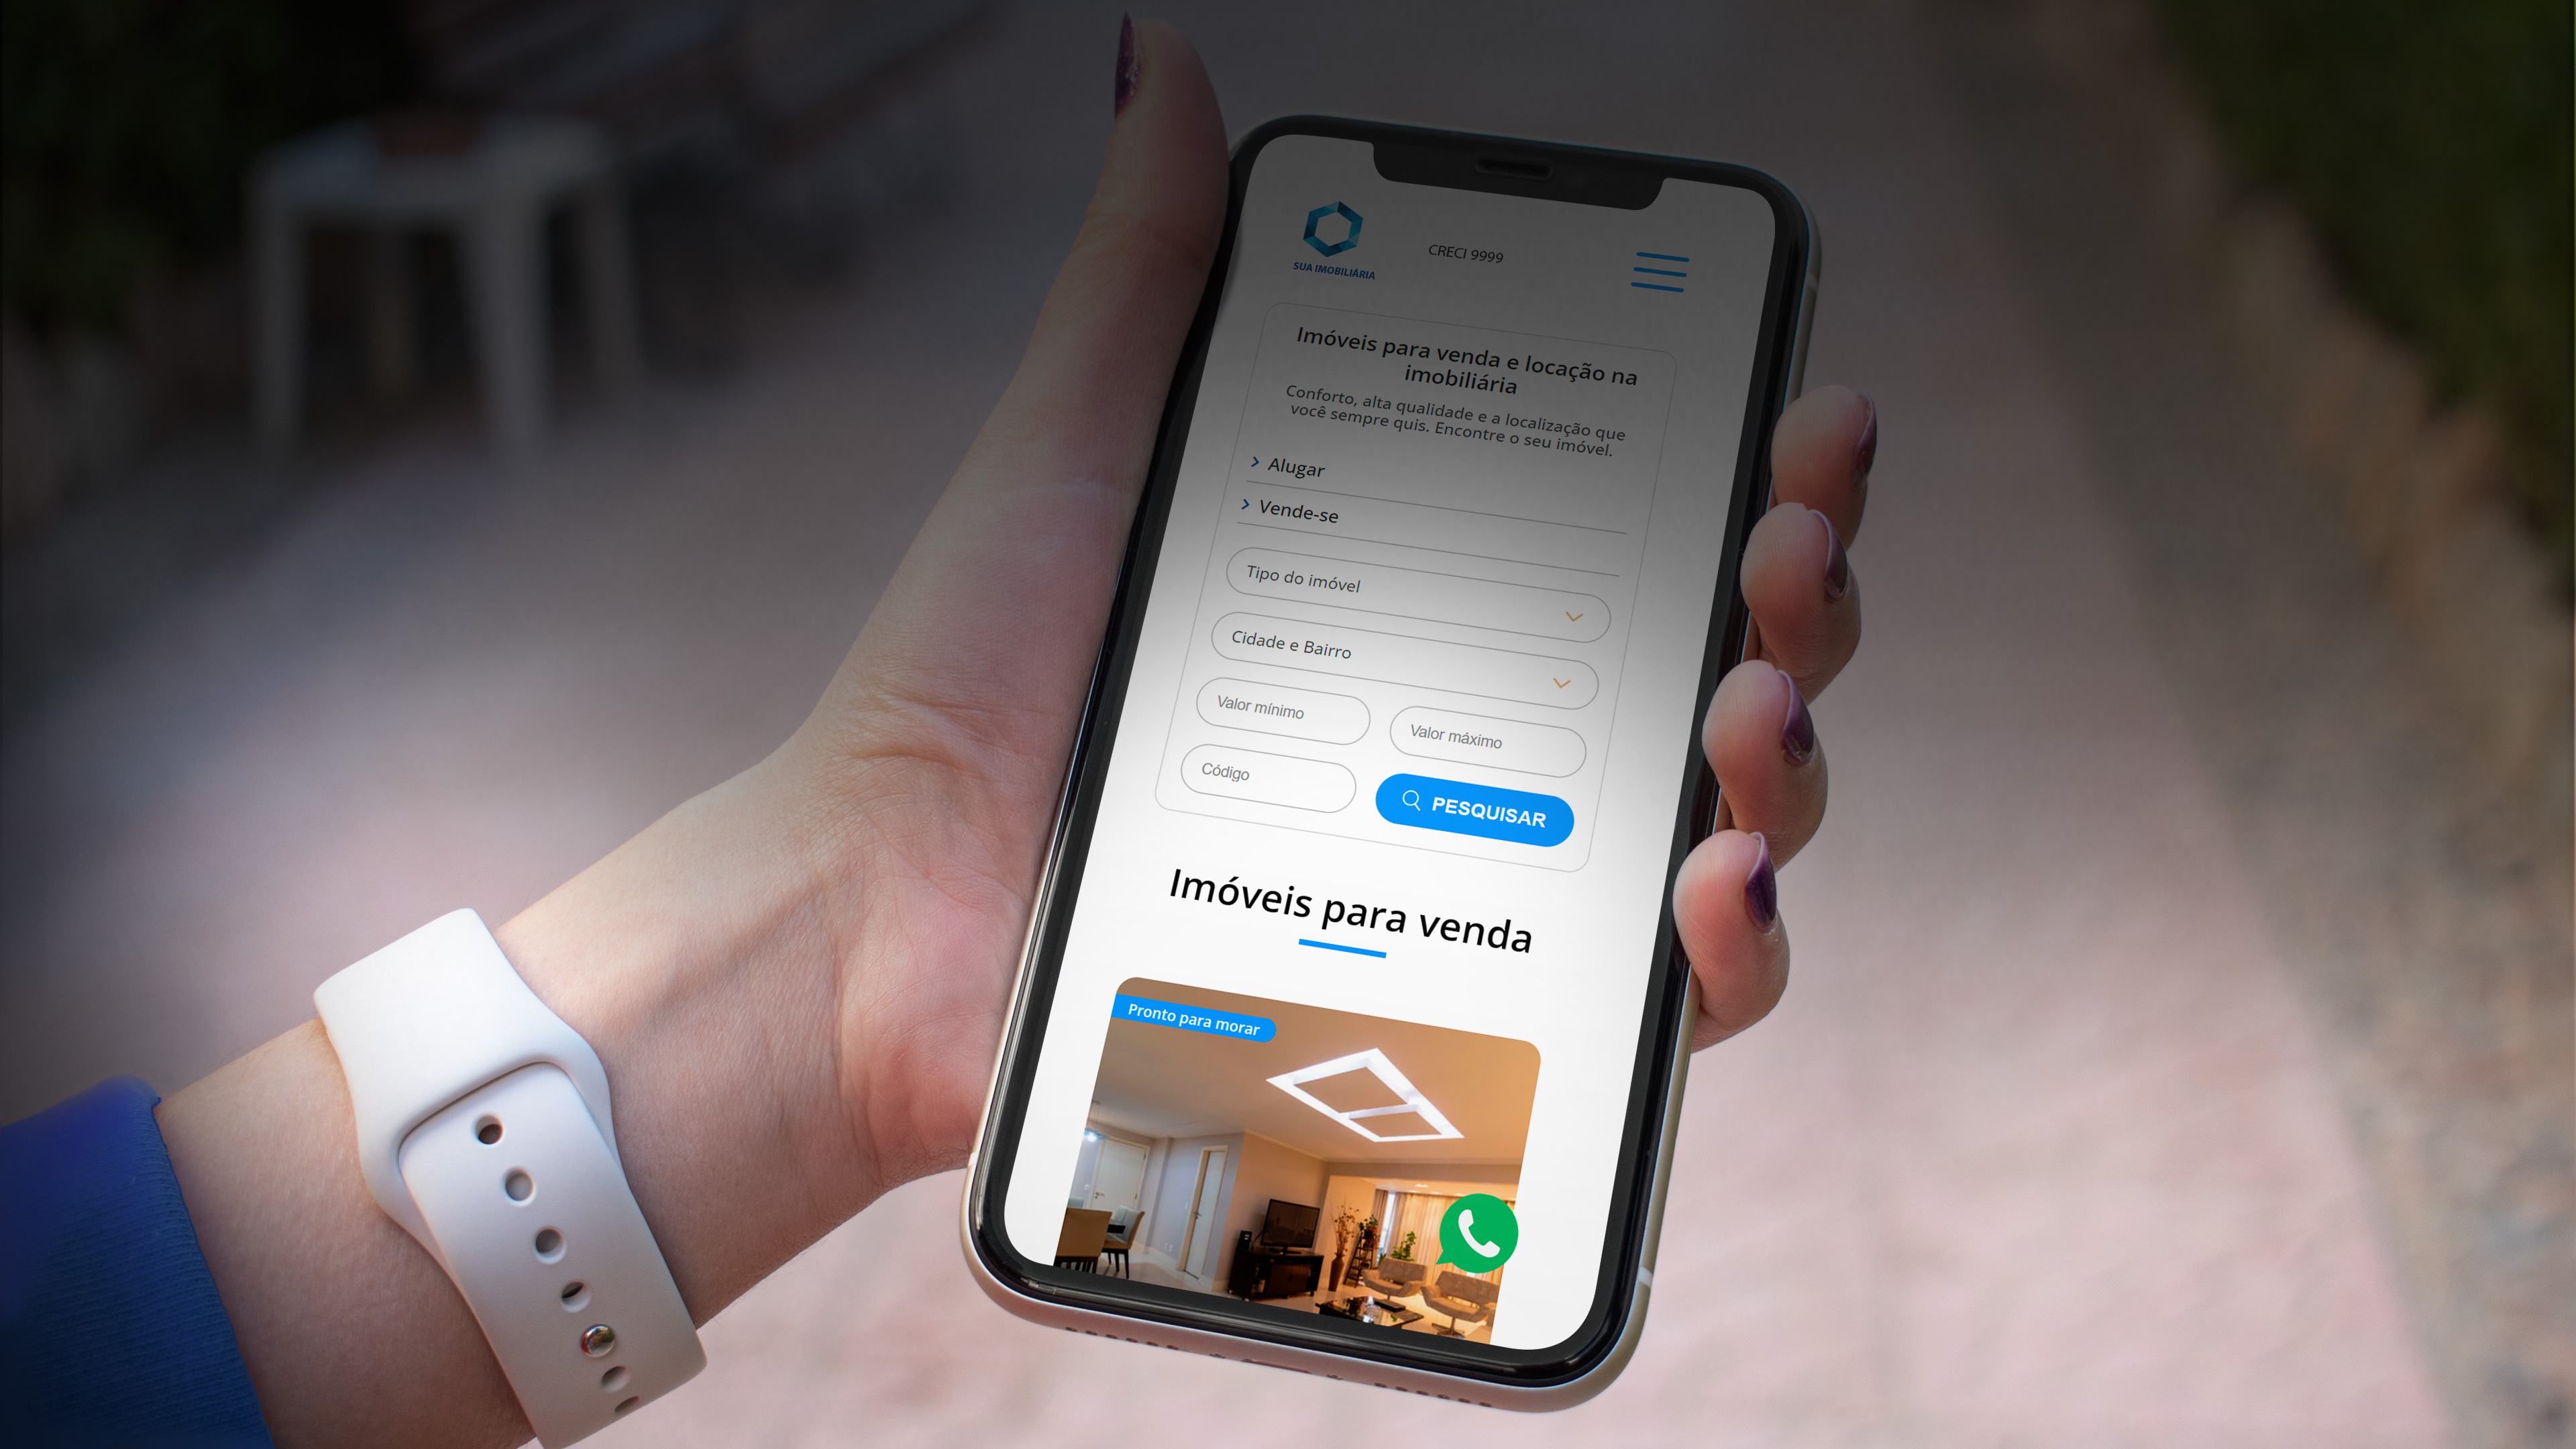 SUA IMOBILIÁRIA
CRECI 9999
Imóveis para venda e locação na
imobiliária
Conforto, alta qualidade e a localização que
você sempre quis. Encontre o seu imóvel.
Alugar
Vende-se
Tipo do imóvel
Cidade e Bairro
Valor mínimo
Valor máximo
Código
PESQUISAR
Imóveis para venda
Pronto para morar